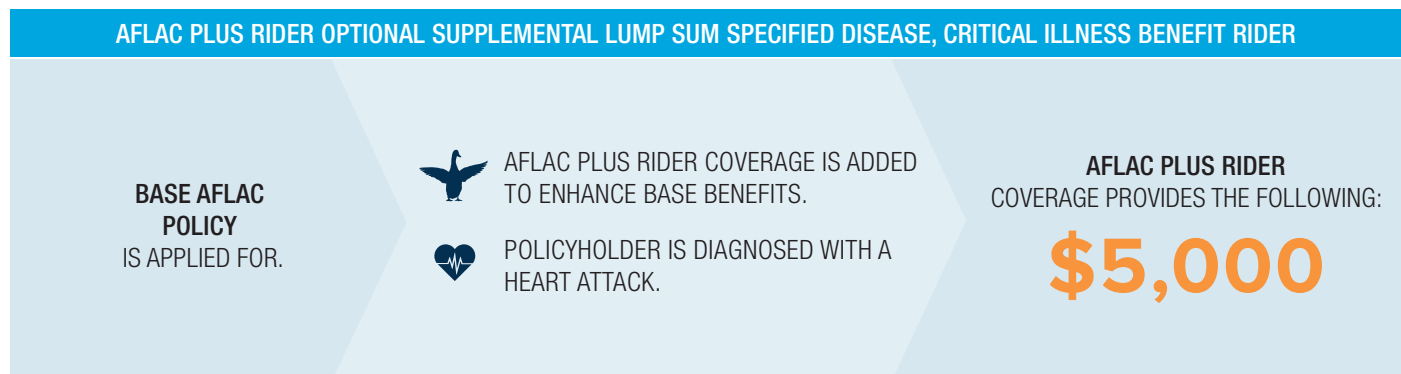 AFLAC PLUS RIDER OPTIONAL SUPPLEMENTAL LUMP SUM SPECIFIED DISEASE, CRITICAL ILLNESS BENEFIT RIDER
BASE AFLAC
POLICY
IS APPLIED FOR.
AFLAC PLUS RIDER COVERAGE IS ADDED
TO ENHANCE BASE BENEFITS.
POLICYHOLDER IS DIAGNOSED WITH A
HEART ATTACK.
AFLAC PLUS RIDER
COVERAGE PROVIDES THE FOLLOWING:
$5,000